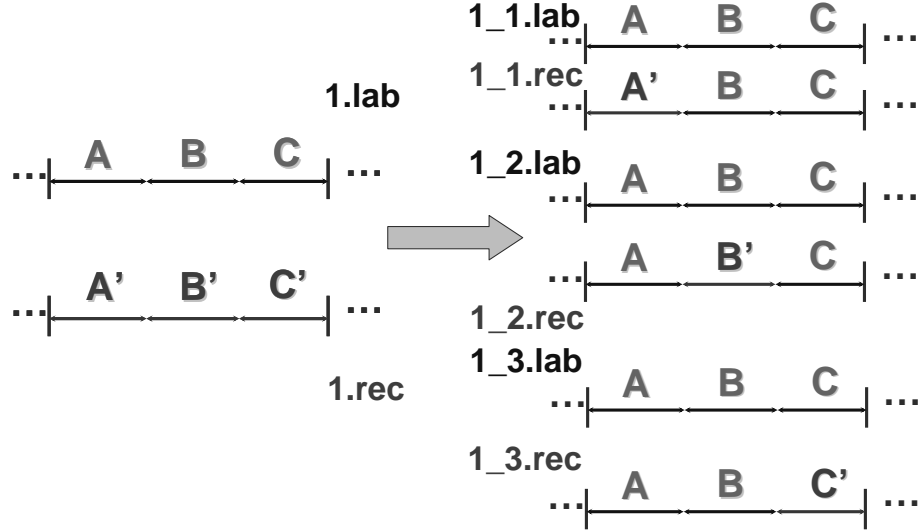 1.lab
... A B C ...
... A' B' C' ...
1.rec
1_1.lab
... A B C ...
1_1.rec
... A' B C ...
1_2.lab
... A B C ...
... A B' C ...
1_2.rec
1_3.lab
... A B C ...
1_3.rec
... A B C' ...